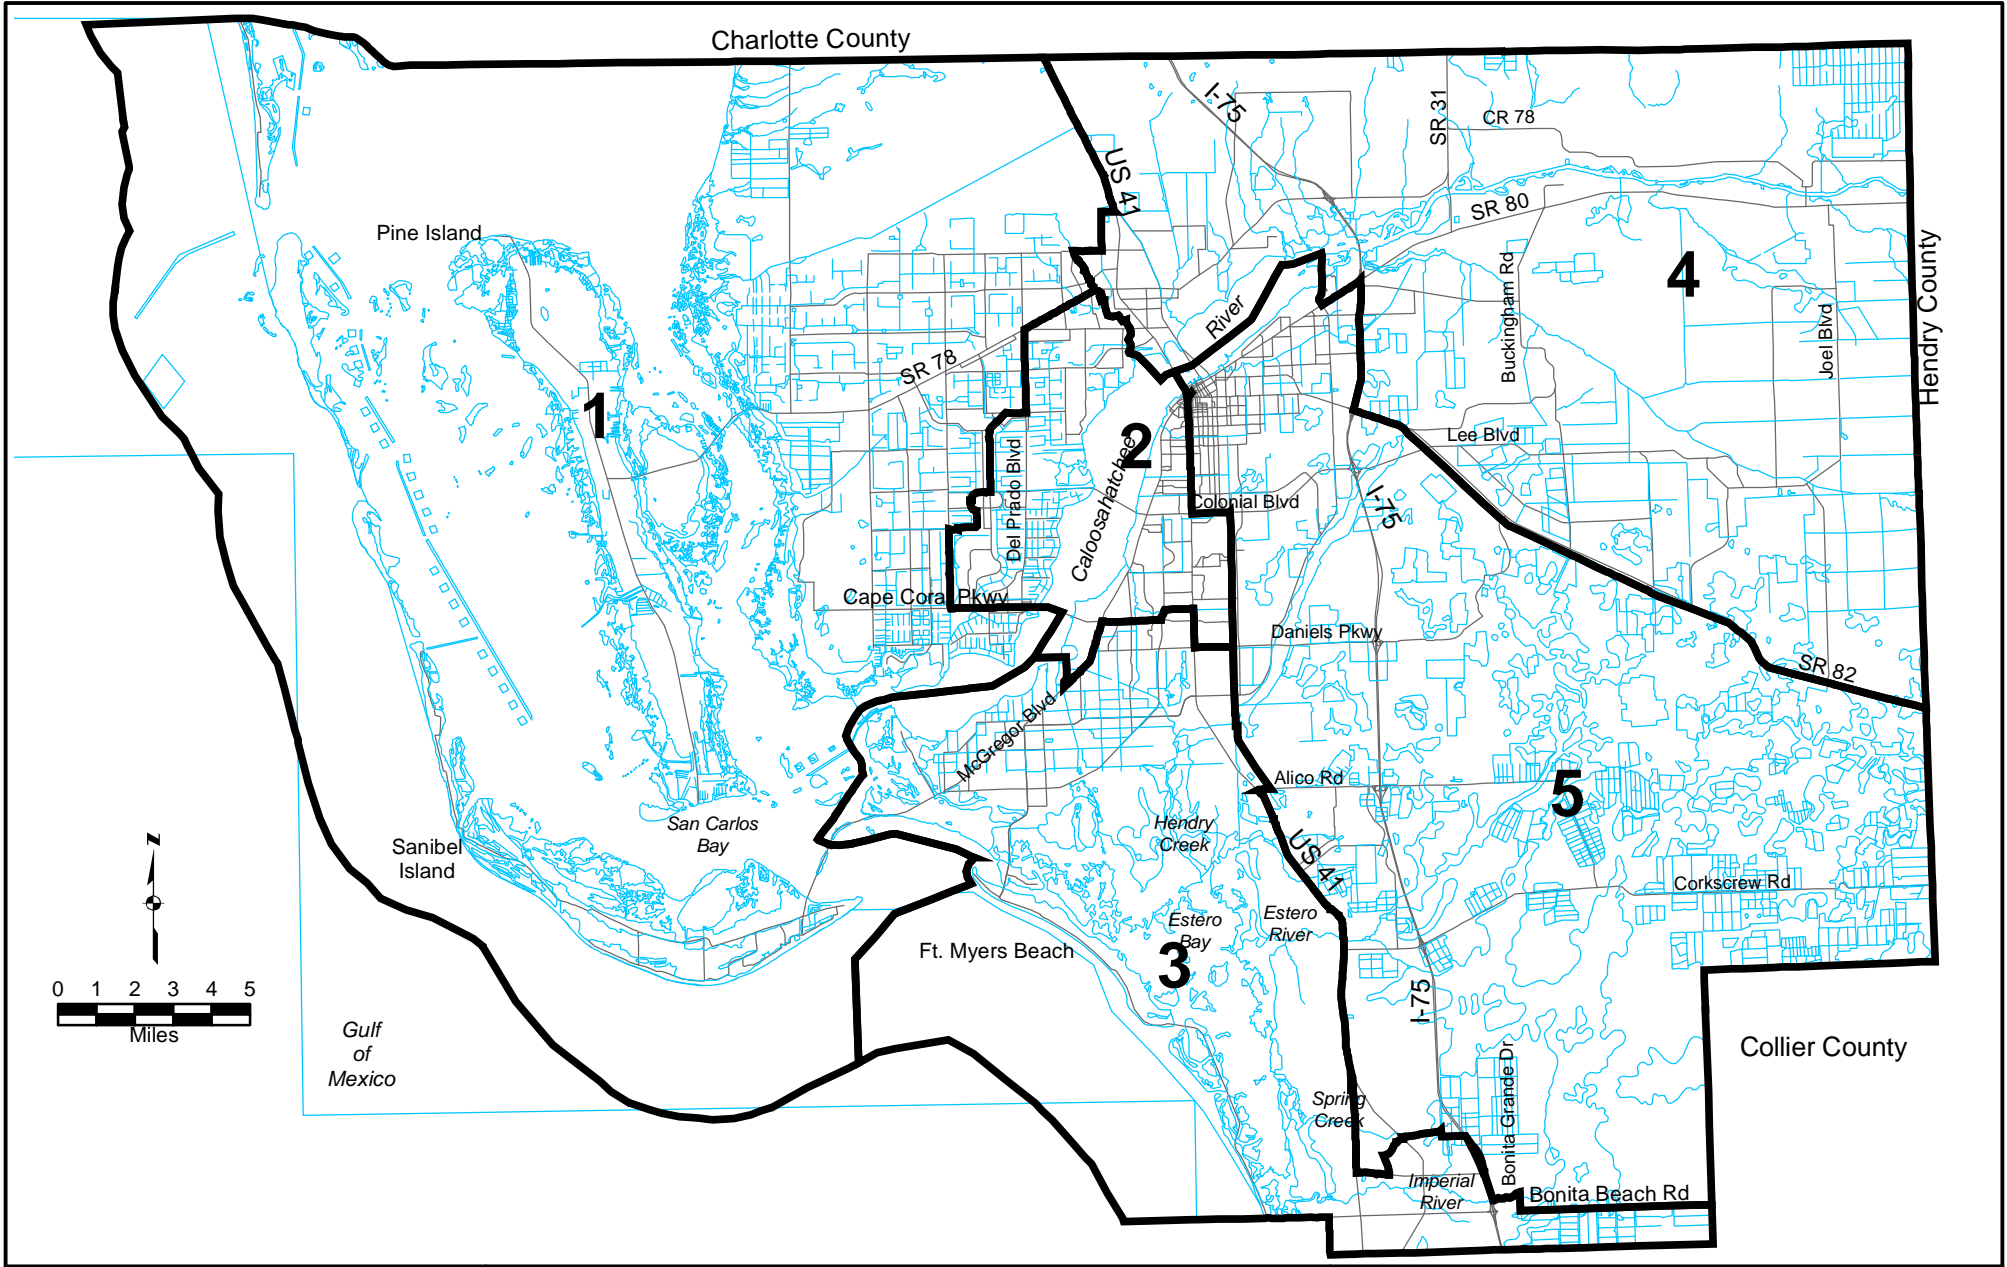 Charlotte County
I-75
SR 31
CR 78
US 41
SR 80
Pine Island
4
Buckingham Rd
Hendry County
River
Joel Blvd
SR 78
1
2
Lee Blvd
Del Prado Blvd
Caloosahatchee
Colonial Blvd
I-75
Cape Coral Pkwy
Daniels Pkwy
SR 82
McGregor Blvd
Alico Rd
5
San Carlos
Bay
Hendry
Creek
Sanibel
Island
US 41
Corkscrew Rd
Estero
Bay
Estero
River
Ft. Myers Beach
3
N
0 1 2 3 4 5
Miles
I-75
Gulf
of
Mexico
Collier County
Bonita Grande Dr
Spring
Creek
Imperial
River
Bonita Beach Rd